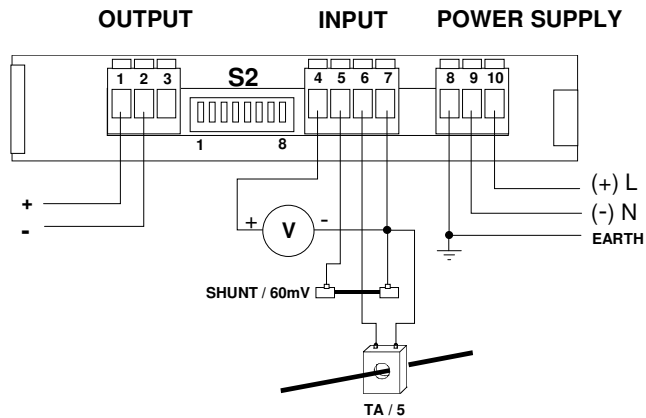 OUTPUT INPUT POWER SUPPLY
1 2 3 S2 4 5 6 7 8 9 10
1 8
+
-
+ V -
(+) L
(-) N
EARTH
SHUNT / 60mV
TA / 5